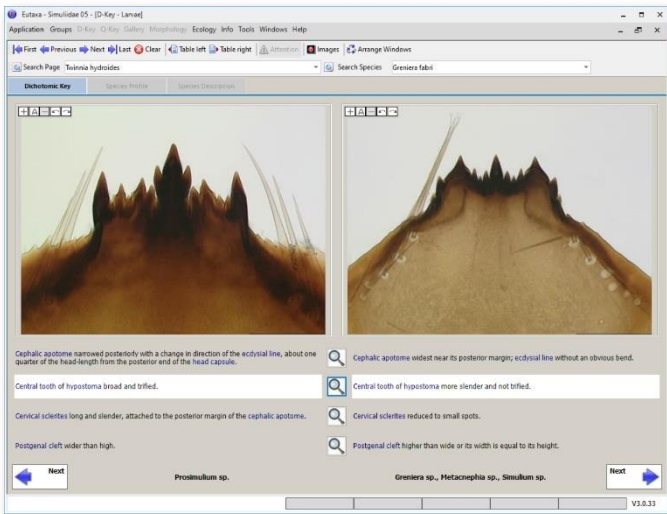 Eutaxa - Simuliidae 05 - [D-Key - Larvae]
Application Groups D-Key Q-Key Gallery Morphology Ecology Info Tools Windows Help
First Previous Next Last Clear Table left Table right Attention Images Arrange Windows
Search Page Twinnia hydroides Search Species Greniera fabri
Dichotomic Key Species Profile Species Description
A A
Cephalic apotome narrowed posteriorly with a change in direction of the ecdysial line, about one
quarter of the head-length from the posterior end of the head capsule.
Cephalic apotome widest near its posterior margin; ecdysial line without an obvious bend.
Central tooth of hypostoma broad and trified.
Central tooth of hypostoma more slender and not trified.
Cervical sclerites long and slender, attached to the posterior margin of the cephalic apotome.
Cervical sclerites reduced to small spots.
Postgenal cleft wider than high.
Postgenal cleft higher than wide or its width is equal to its height.
Next Prosimulium sp. Greniera sp., Metacnephia sp., Simulium sp. Next
V3.0.33